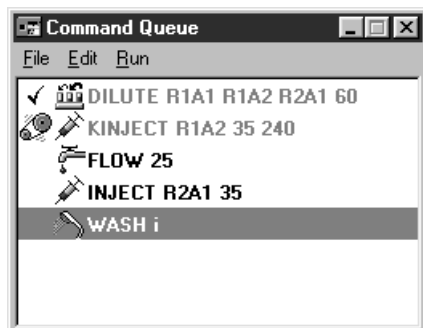 Command Queue
File Edit Run
DILUTE R1A1 R1A2 R2A1 60
KINJECT R1A2 35 240
FLOW 25
INJECT R2A1 35
WASH i